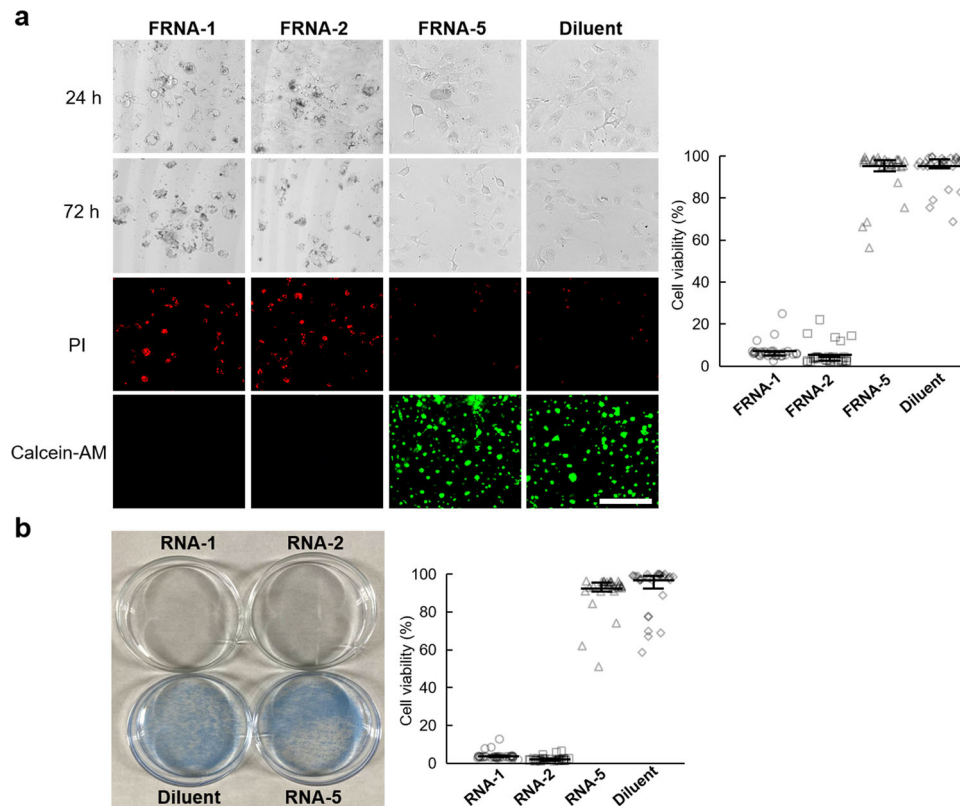 a
FRNA-1 FRNA-2 FRNA-5 Diluent
24 h
72 h
PI
Calcein-AM
Cell viability (%)
100
80
60
40
20
0
FRNA-1 FRNA-2 FRNA-5 Diluent
b
RNA-1 RNA-2
Diluent RNA-5
Cell viability (%)
100
80
60
40
20
0
RNA-1 RNA-2 RNA-5 Diluent